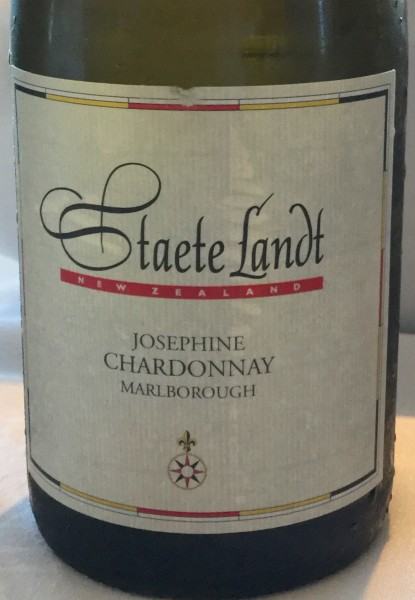 Staete Landt
NEW ZEALAND
JOSEPHINE
CHARDONNAY
MARLBOROUGH